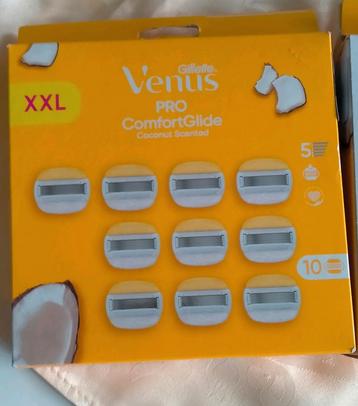 XXL
Gillette
Venus
PRO
ComfortGlide
Coconut Scented
5
10